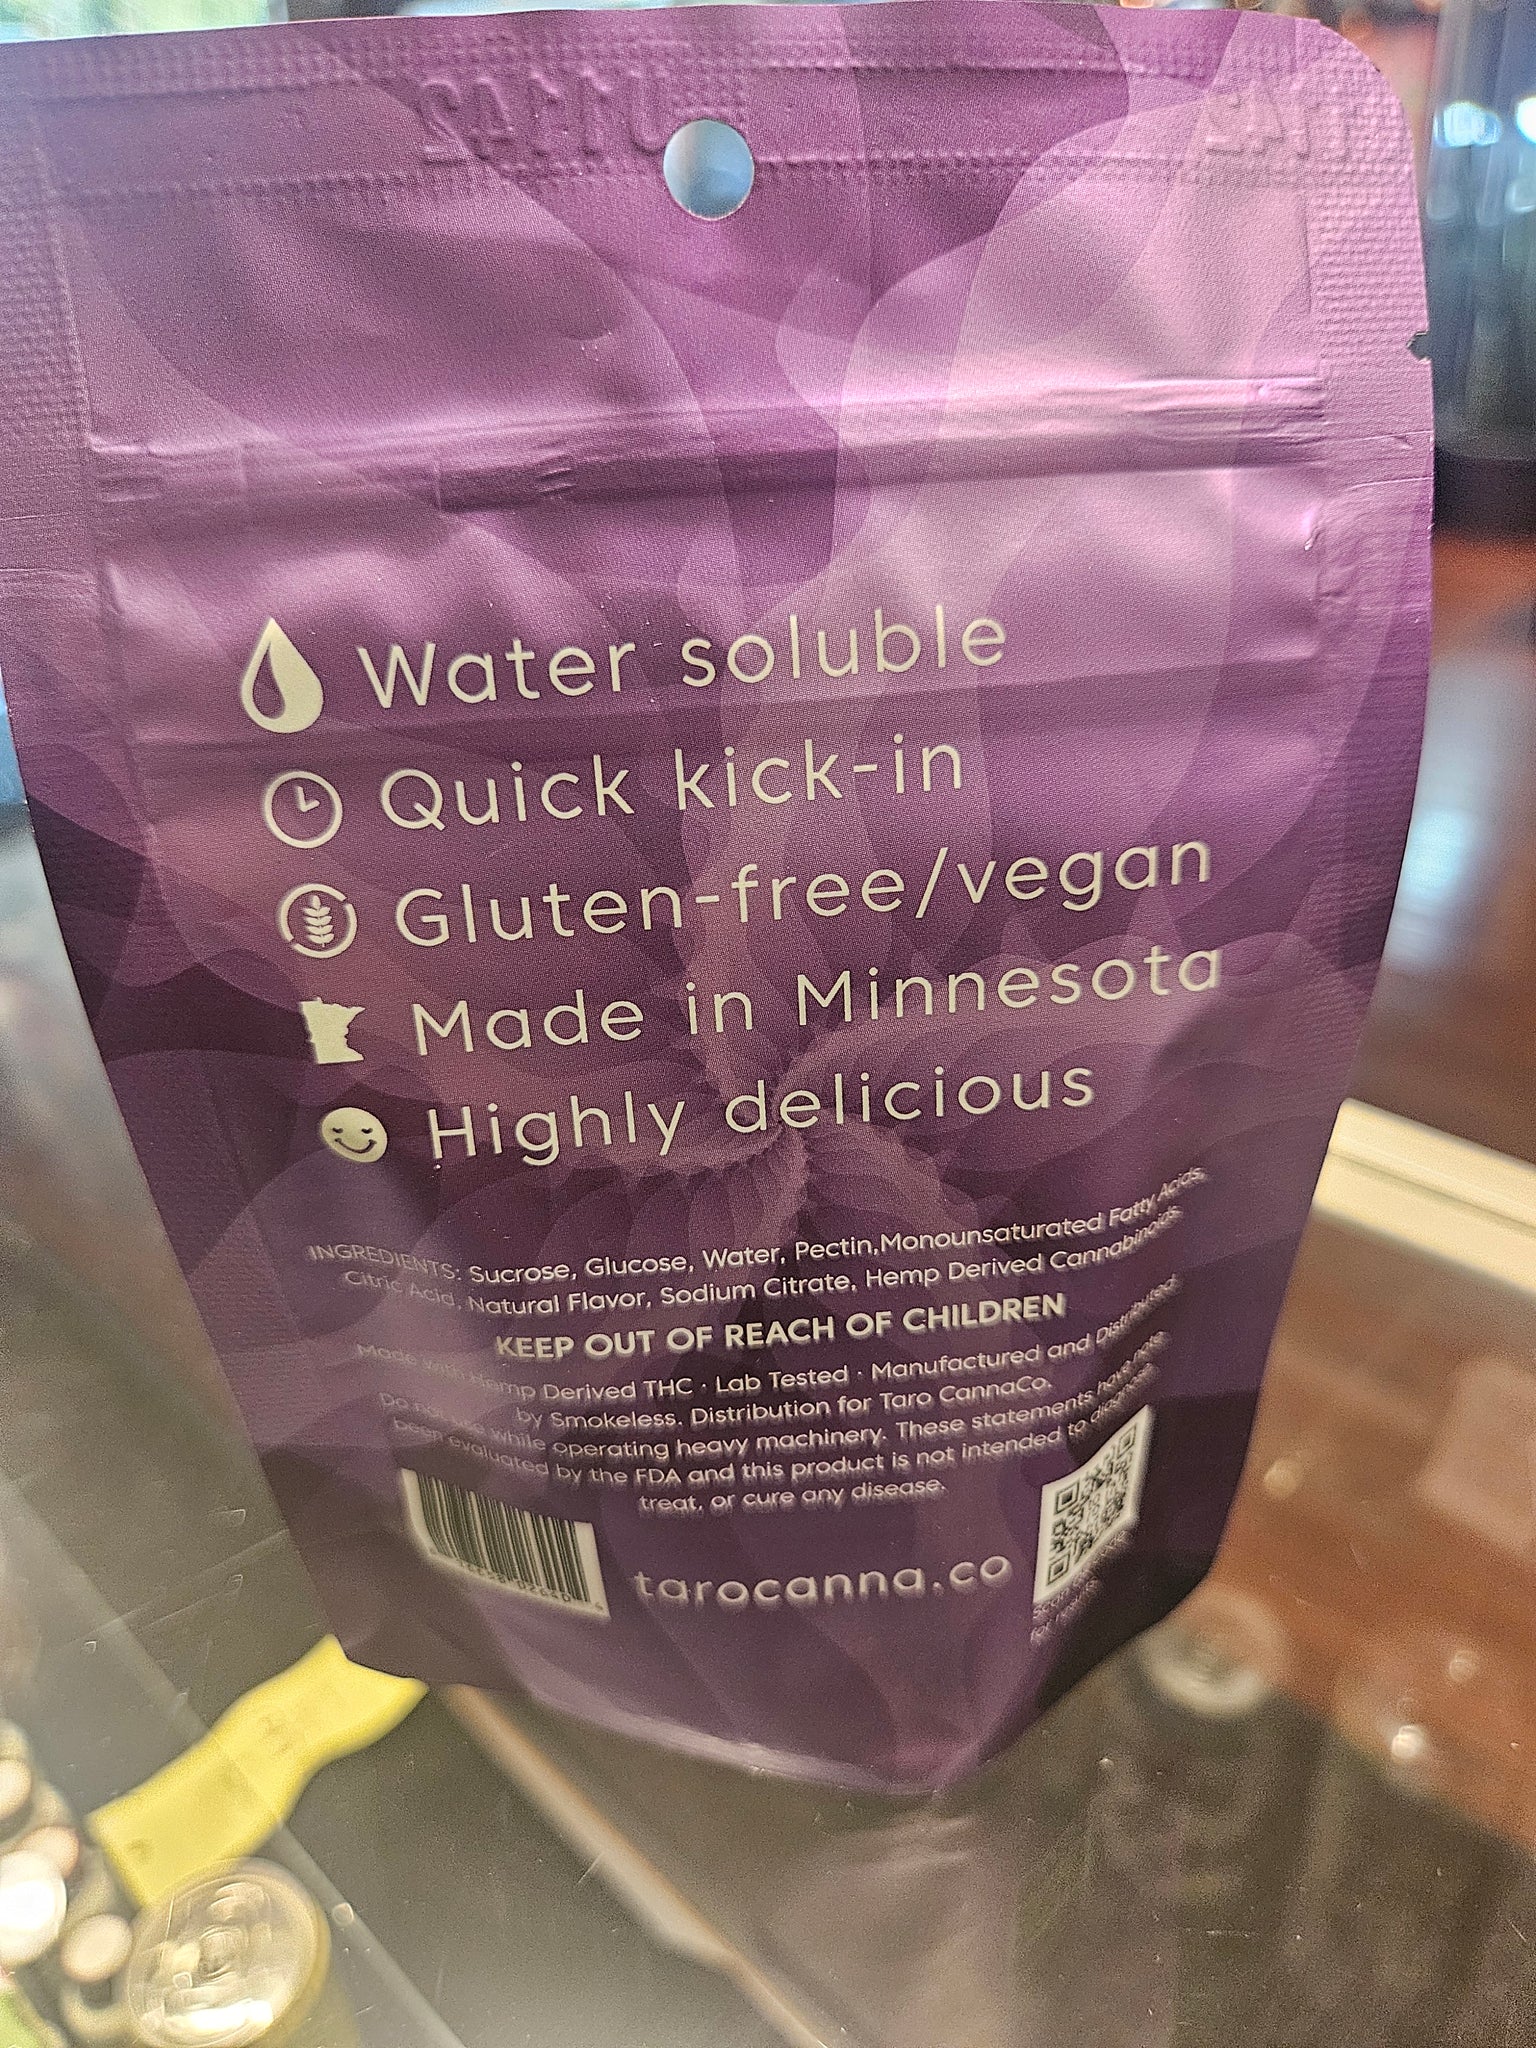 Water soluble
Quick kick-in
Gluten-free/vegan
Made in Minnesota
Highly delicious
INGREDIENTS: Sucrose, Glucose, Water, Pectin,Monounsaturated Fatty Acids,
Citric Acid, Natural Flavor, Sodium Citrate, Hemp Derived Cannabinoids.
KEEP OUT OF REACH OF CHILDREN
Made with Hemp Derived THC · Lab Tested · Manufactured and Distributed
by Smokeless. Distribution for Taro CannaCo.
Do not use while operating heavy machinery. These statements have note
been evaluated by the FDA and this product is not intended to diagnosis,
treat, or cure any disease.
tarocanna.co
for